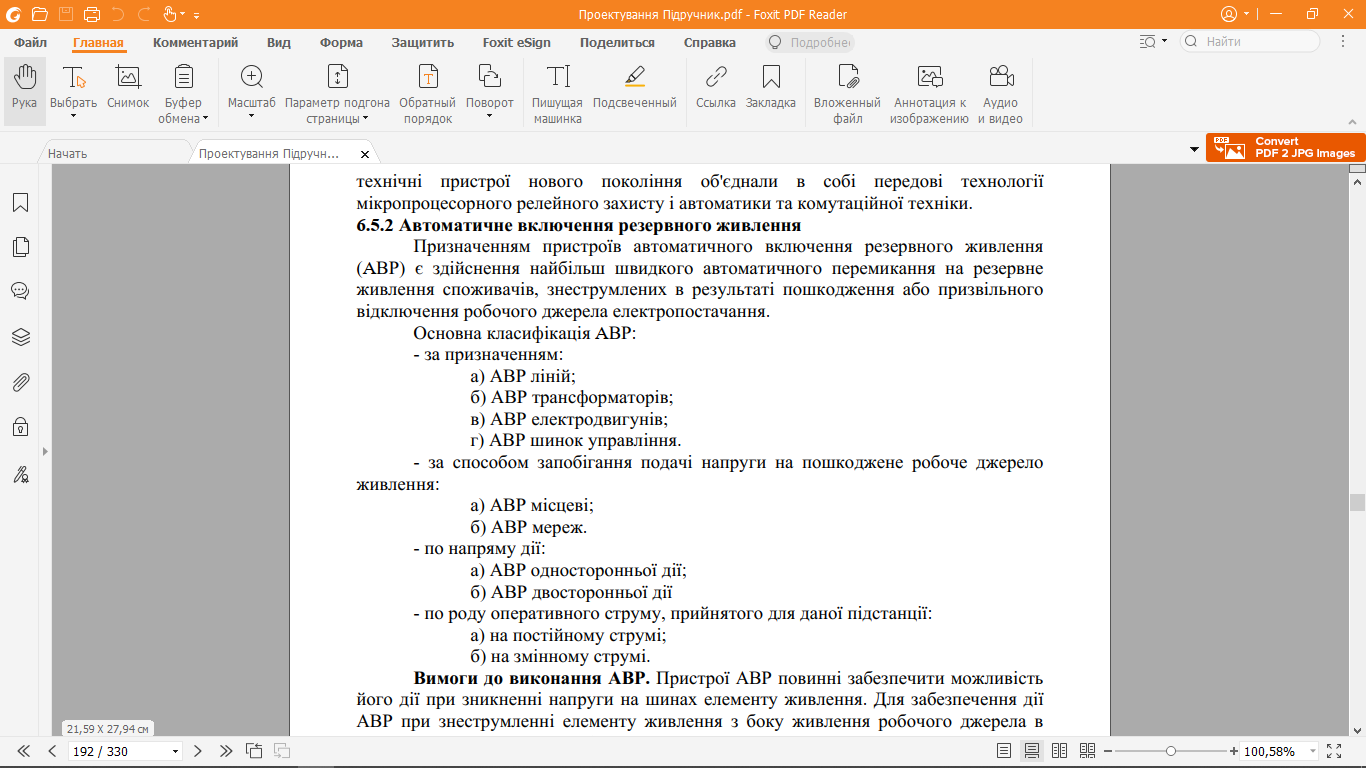 Проектування Підручник.pdf - Foxit PDF Reader
Файл Главная Комментарий Вид Форма Защитить Foxit eSign Поделиться Справка Подробнее Найти
Рука Выбрать Снимок Буфер обмена Масштаб Параметр подгона страницы Обратный порядок Поворот Пишущая машинка Подсвеченный Ссылка Закладка Вложенный файл Аннотация к изображению Аудио и видео
Начать Проектування Підручн... PDF Convert
PDF 2 JPG Images
технічні пристрої нового покоління об'єднали в собі передові технології
мікропроцесорного релейного захисту і автоматики та комутаційної техніки.
6.5.2 Автоматичне включення резервного живлення
Призначенням пристроїв автоматичного включення резервного живлення
(АВР) є здійснення найбільш швидкого автоматичного перемикання на резервне
живлення споживачів, знеструмлених в результаті пошкодження або призвільного
відключення робочого джерела електропостачання.
Основна класифікація АВР:
- за призначенням:
а) АВР ліній;
б) АВР трансформаторів;
в) АВР електродвигунів;
г) АВР шинок управління.
- за способом запобігання подачі напруги на пошкоджене робоче джерело
живлення:
а) АВР місцеві;
б) АВР мереж.
- по напряму дії:
а) АВР односторонньої дії;
б) АВР двосторонньої дії
- по роду оперативного струму, прийнятого для даної підстанції:
а) на постійному струмі;
б) на змінному струмі.
Вимоги до виконання АВР. Пристрої АВР повинні забезпечити можливість
його дії при зникненні напруги на шинах елементу живлення. Для забезпечення дії
АВР при знеструмленні елементу живлення з боку живлення робочого джерела в
21,59 X 27,94 см
192 / 330 100,58%